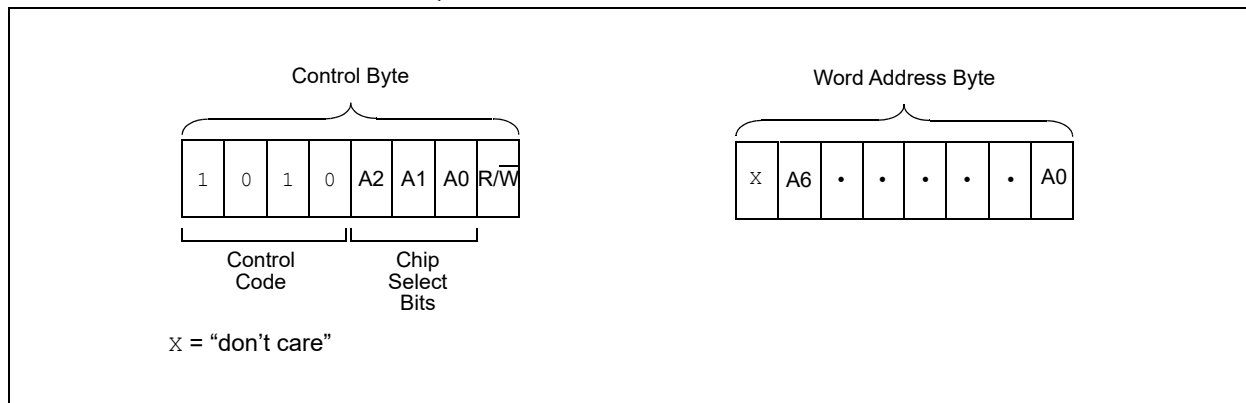 Control Byte
Word Address Byte
1 0 1 0 A2 A1 A0 R/W̅
X A6 • • • • • A0
Control
Code
Chip
Select
Bits
X = “don’t care”